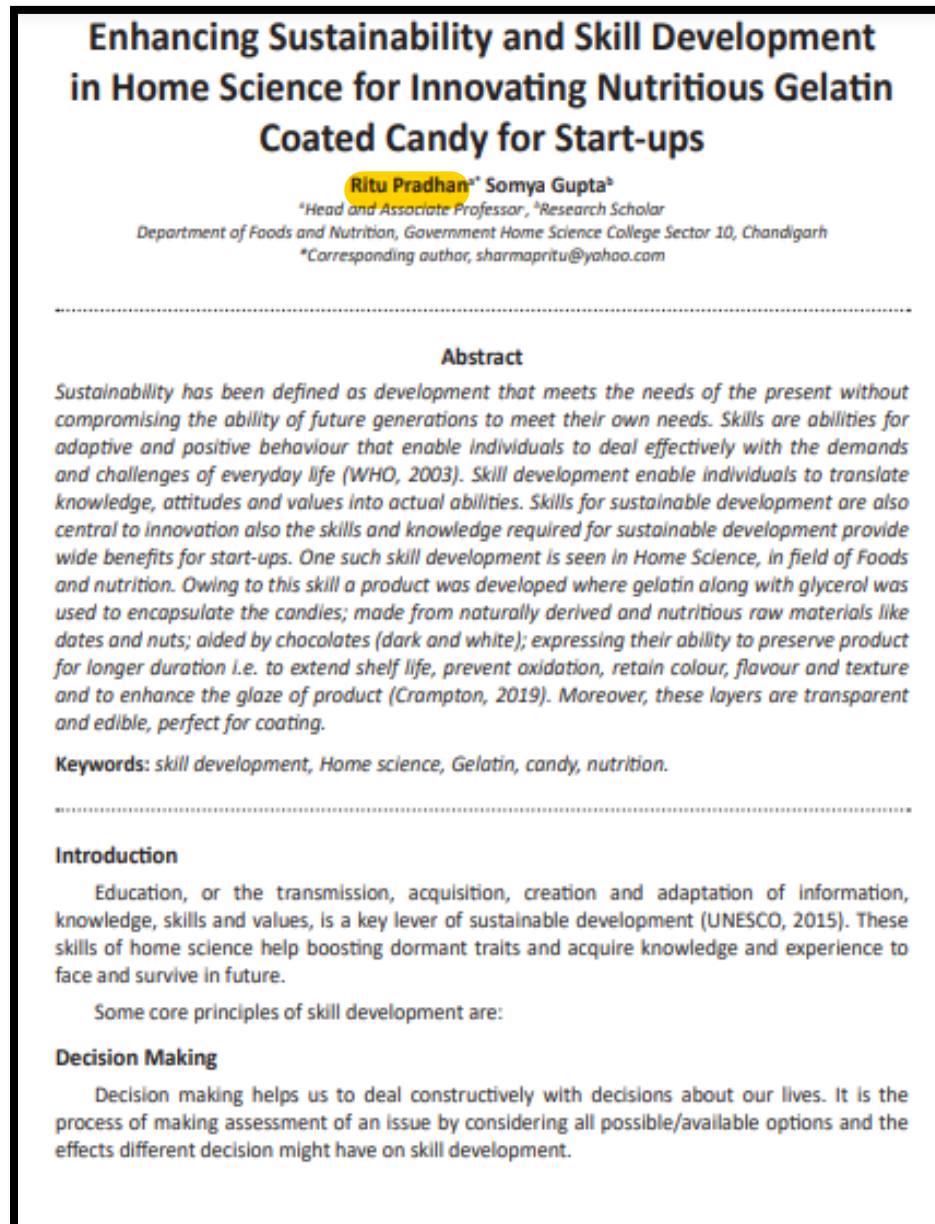 Enhancing Sustainability and Skill Development
in Home Science for Innovating Nutritious Gelatin
Coated Candy for Start-ups
Ritu Pradhanᵃ* Somya Guptaᵇ
ᵃHead and Associate Professor, ᵇResearch Scholar
Department of Foods and Nutrition, Government Home Science College Sector 10, Chandigarh
*Corresponding author, sharmapritu@yahoo.com
Abstract
Sustainability has been defined as development that meets the needs of the present without
compromising the ability of future generations to meet their own needs. Skills are abilities for
adaptive and positive behaviour that enable individuals to deal effectively with the demands
and challenges of everyday life (WHO, 2003). Skill development enable individuals to translate
knowledge, attitudes and values into actual abilities. Skills for sustainable development are also
central to innovation also the skills and knowledge required for sustainable development provide
wide benefits for start-ups. One such skill development is seen in Home Science, in field of Foods
and nutrition. Owing to this skill a product was developed where gelatin along with glycerol was
used to encapsulate the candies; made from naturally derived and nutritious raw materials like
dates and nuts; aided by chocolates (dark and white); expressing their ability to preserve product
for longer duration i.e. to extend shelf life, prevent oxidation, retain colour, flavour and texture
and to enhance the glaze of product (Crampton, 2019). Moreover, these layers are transparent
and edible, perfect for coating.
Keywords: skill development, Home science, Gelatin, candy, nutrition.
Introduction
Education, or the transmission, acquisition, creation and adaptation of information,
knowledge, skills and values, is a key lever of sustainable development (UNESCO, 2015). These
skills of home science help boosting dormant traits and acquire knowledge and experience to
face and survive in future.
Some core principles of skill development are:
Decision Making
Decision making helps us to deal constructively with decisions about our lives. It is the
process of making assessment of an issue by considering all possible/available options and the
effects different decision might have on skill development.